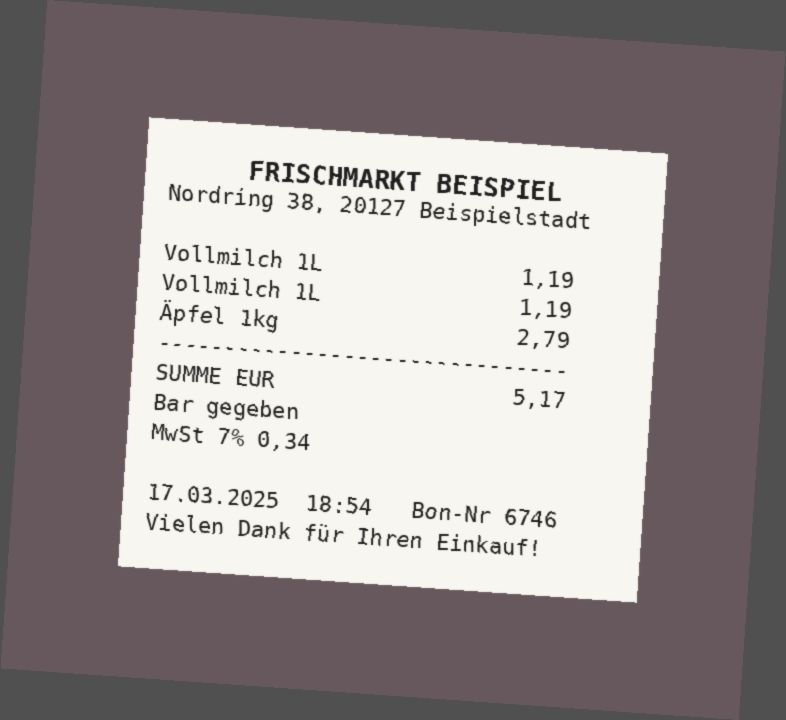 FRISCHMARKT BEISPIEL
Nordring 38, 20127 Beispielstadt
Vollmilch 1L 1,19
Vollmilch 1L 1,19
Äpfel 1kg 2,79
--------------------------------
SUMME EUR 5,17
Bar gegeben
MwSt 7% 0,34
17.03.2025 18:54 Bon-Nr 6746
Vielen Dank für Ihren Einkauf!